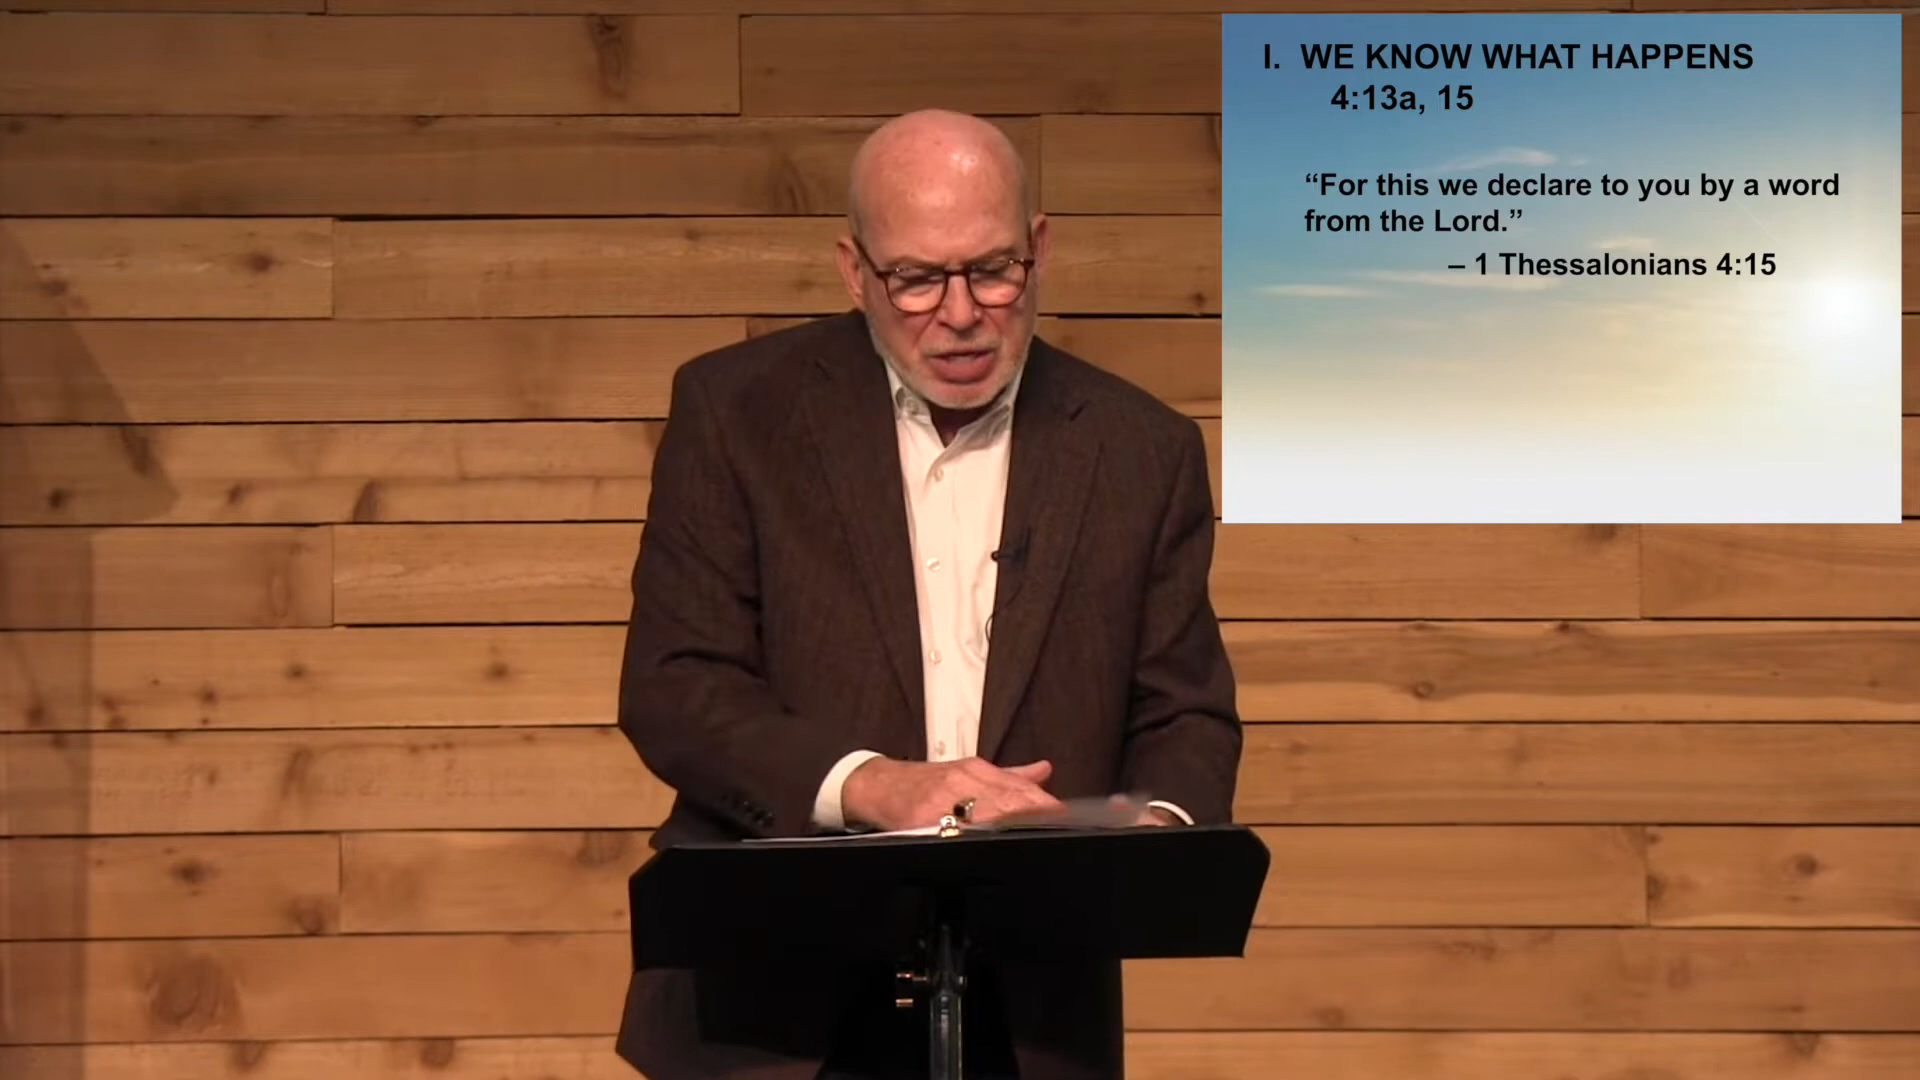 I. WE KNOW WHAT HAPPENS
4:13a, 15
“For this we declare to you by a word
from the Lord.”
– 1 Thessalonians 4:15